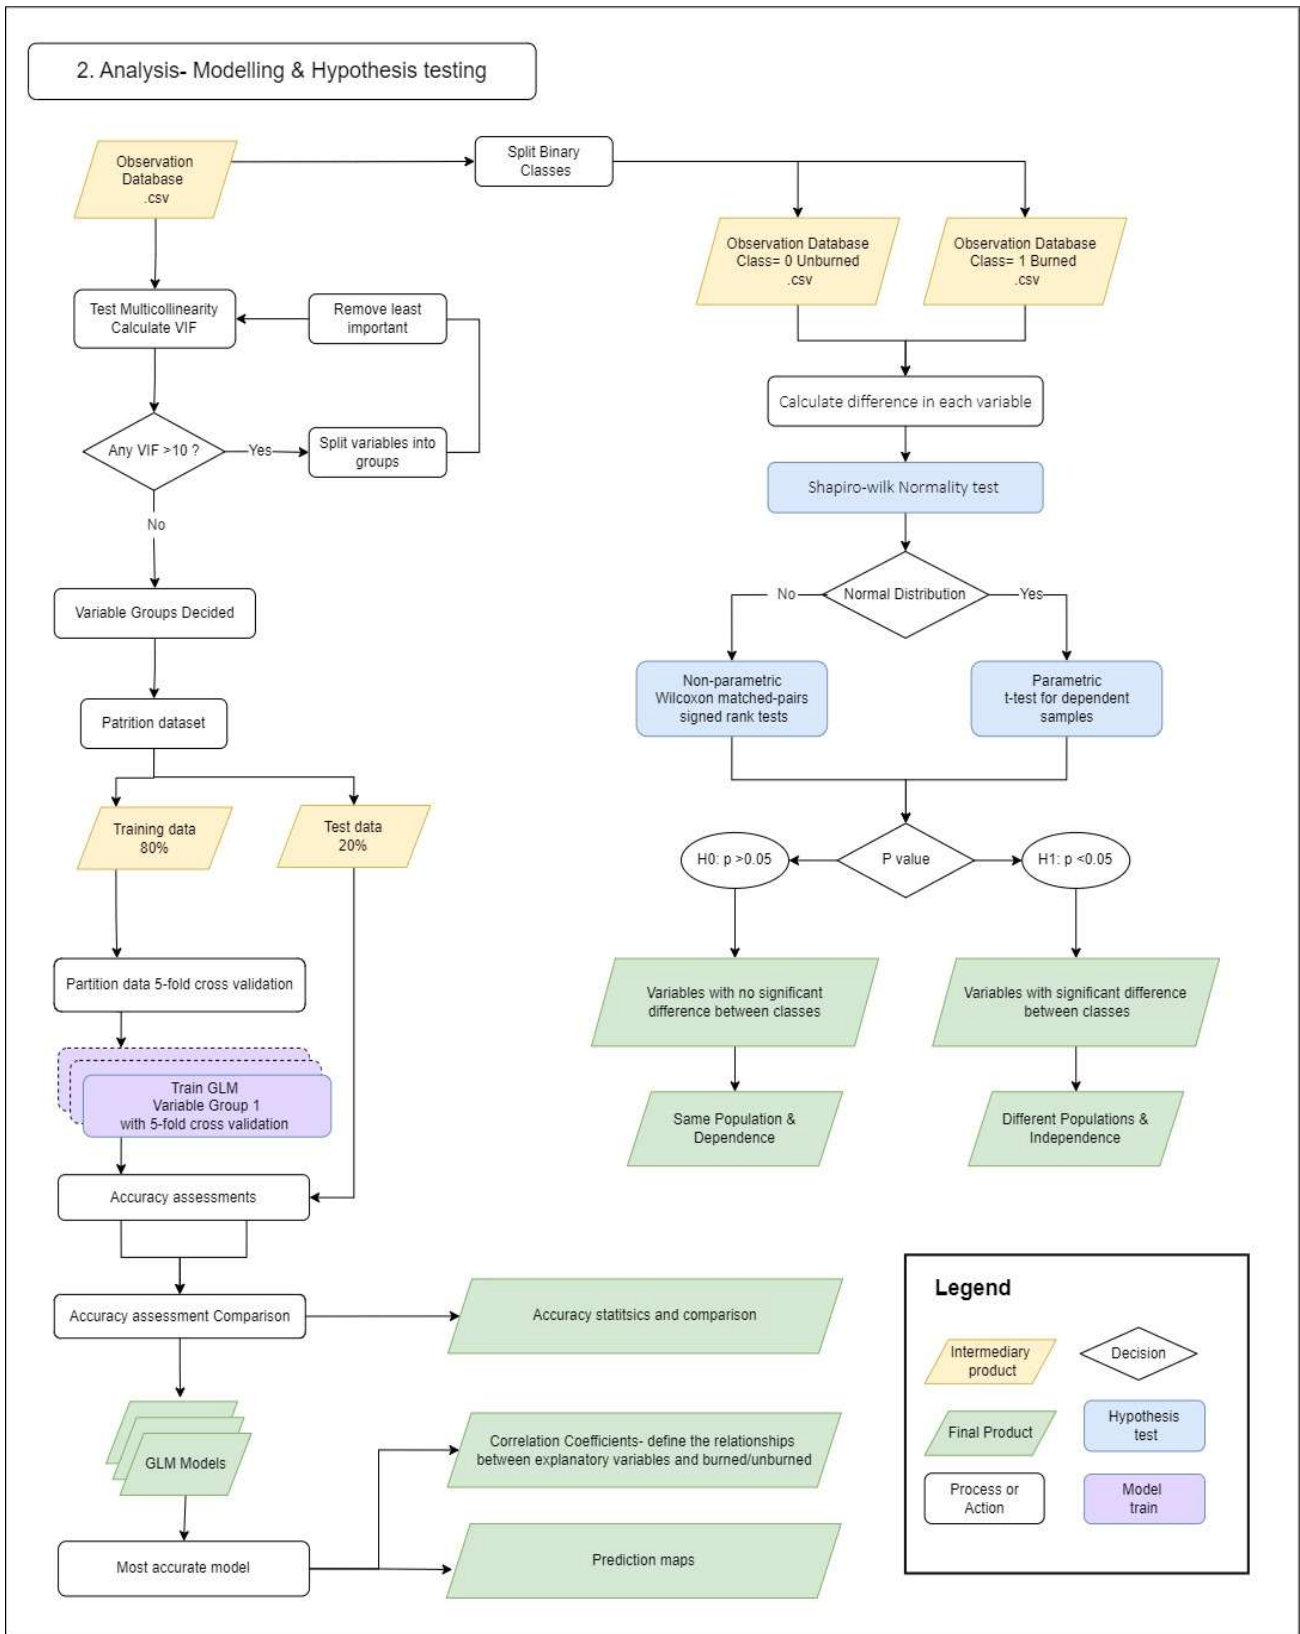 2. Analysis- Modelling & Hypothesis testing
Observation
Database
.csv
Split Binary
Classes
Observation Database
Class= 0 Unburned
.csv
Observation Database
Class= 1 Burned
.csv
Test Multicollinearity
Calculate VIF
Remove least
important
Any VIF >10 ?
Yes
Split variables into
groups
No
Variable Groups Decided
Patrition dataset
Training data
80%
Test data
20%
Partition data 5-fold cross validation
Train GLM
Variable Group 1
with 5-fold cross validation
Accuracy assessments
Accuracy assessment Comparison
Accuracy statitsics and comparison
GLM Models
Correlation Coefficients- define the relationships
between explanatory variables and burned/unburned
Most accurate model
Prediction maps
Calculate difference in each variable
Shapiro-wilk Normality test
No
Normal Distribution
Yes
Non-parametric
Wilcoxon matched-pairs
signed rank tests
Parametric
t-test for dependent
samples
H0: p >0.05
P value
H1: p <0.05
Variables with no significant
difference between classes
Variables with significant difference
between classes
Same Population &
Dependence
Different Populations &
Independence
Legend
Intermediary
product
Decision
Final Product
Hypothesis
test
Process or
Action
Model
train